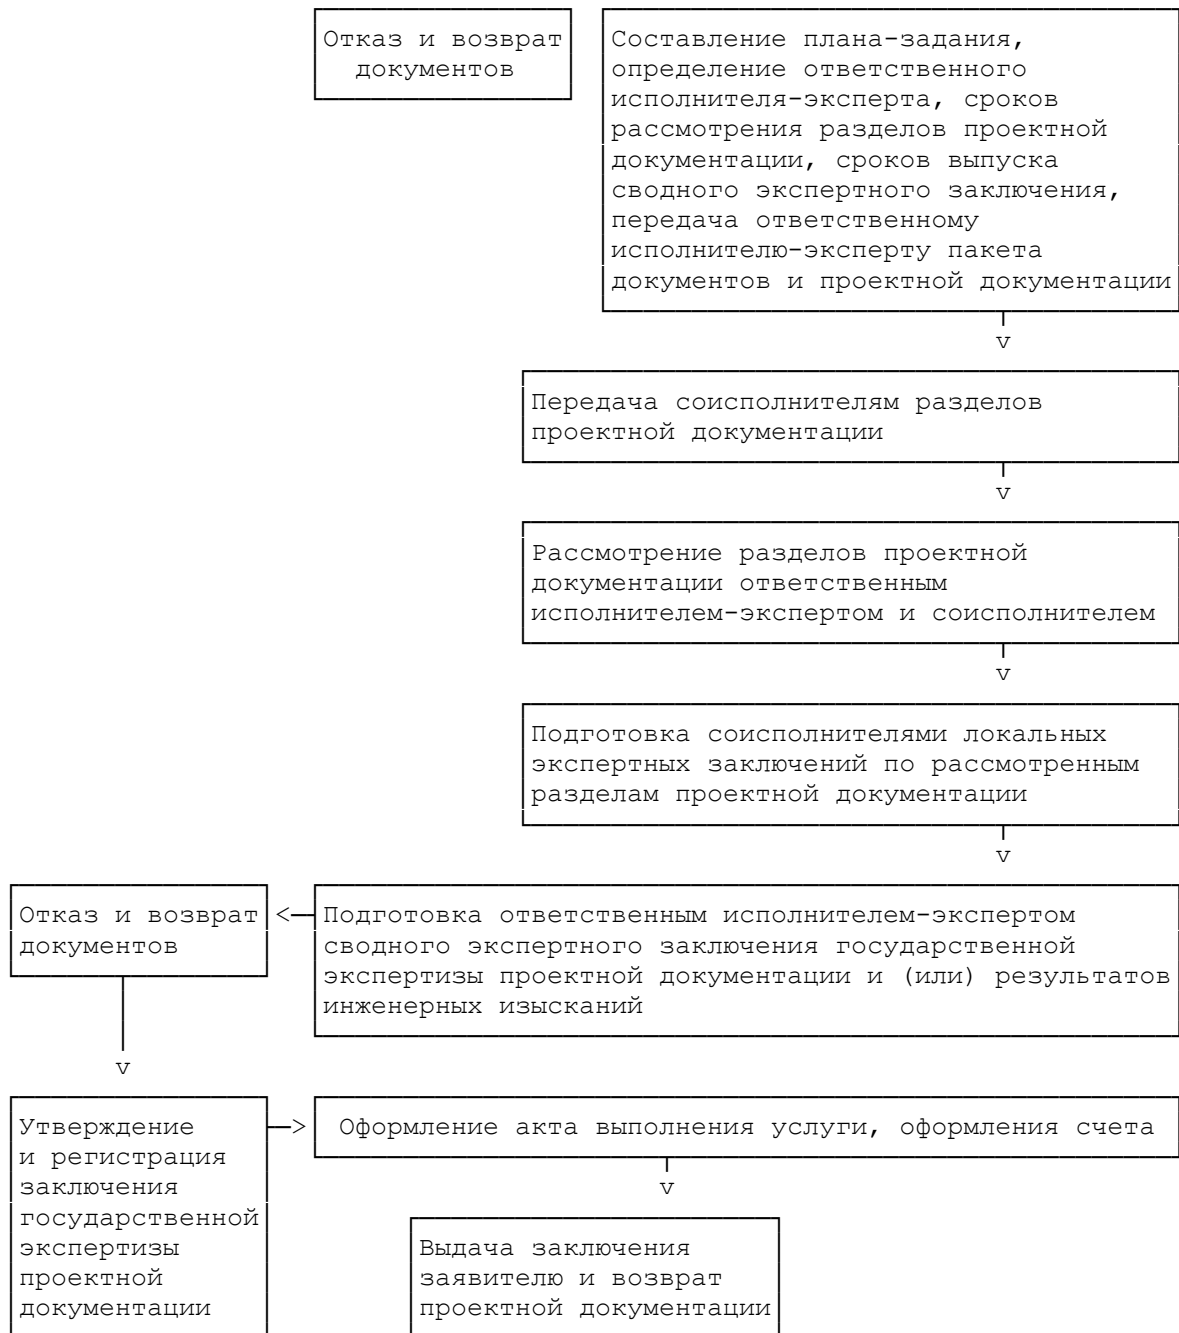 Отказ и возврат
документов
Составление плана-задания,
определение ответственного
исполнителя-эксперта, сроков
рассмотрения разделов проектной
документации, сроков выпуска
сводного экспертного заключения,
передача ответственному
исполнителю-эксперту пакета
документов и проектной документации
v
Передача соисполнителям разделов
проектной документации
v
Рассмотрение разделов проектной
документации ответственным
исполнителем-экспертом и соисполнителем
v
Подготовка соисполнителями локальных
экспертных заключений по рассмотренным
разделам проектной документации
v
Отказ и возврат
документов
<
Подготовка ответственным исполнителем-экспертом
сводного экспертного заключения государственной
экспертизы проектной документации и (или) результатов
инженерных изысканий
v
Утверждение
и регистрация
заключения
государственной
экспертизы
проектной
документации
>
Оформление акта выполнения услуги, оформления счета
v
Выдача заключения
заявителю и возврат
проектной документации